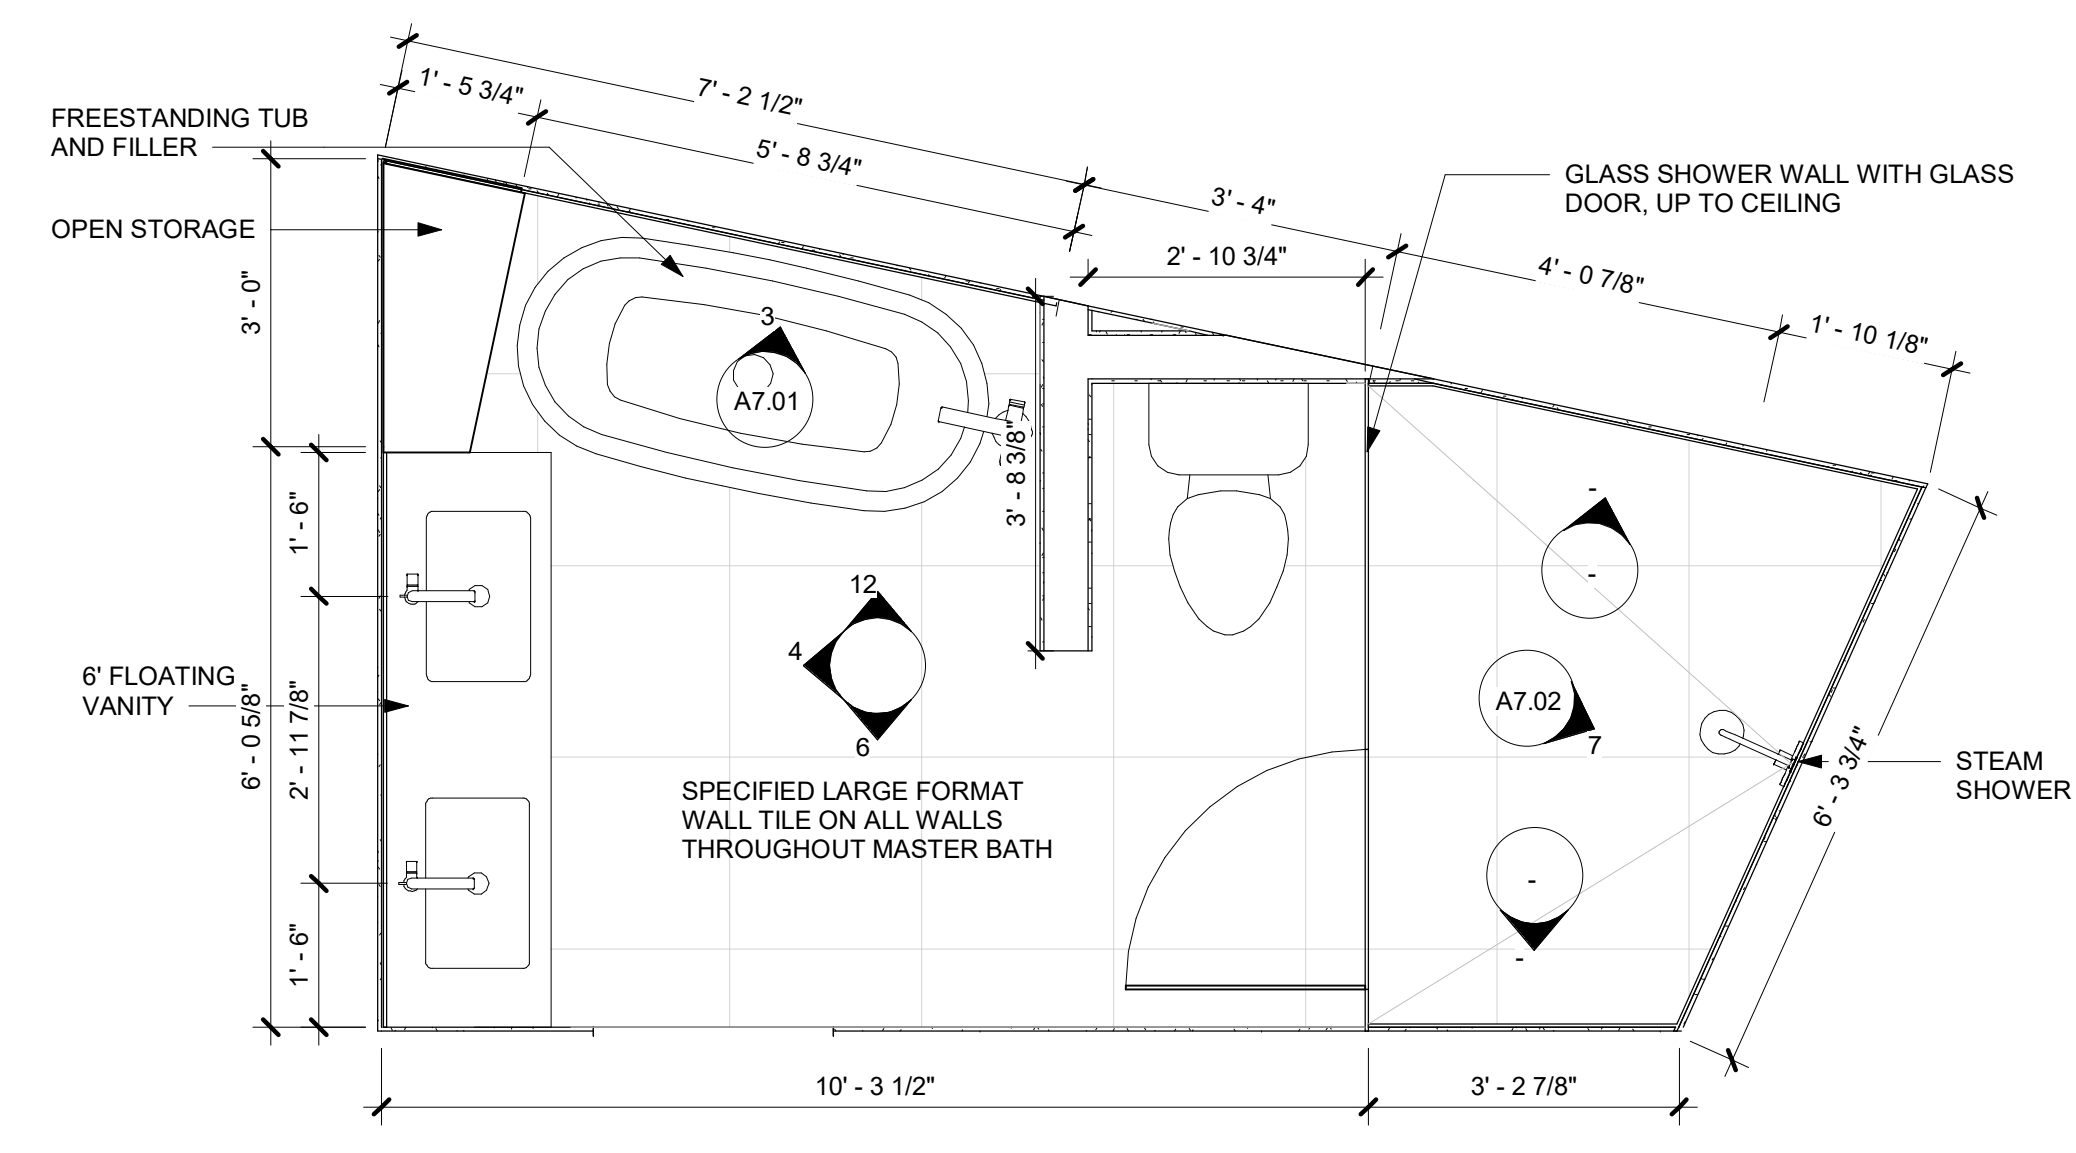 7' - 2 1/2"
1' - 5 3/4"
FREESTANDING TUB
AND FILLER
5' - 8 3/4"
3' - 4"
GLASS SHOWER WALL WITH GLASS
DOOR, UP TO CEILING
OPEN STORAGE
2' - 10 3/4"
4' - 0 7/8"
1' - 10 1/8"
3' - 0"
3
A7.01
3' - 8 3/8"
1' - 6"
-
-
12
4
6
6' FLOATING
VANITY
6' - 0 5/8"
2' - 11 7/8"
A7.02
7
STEAM
SHOWER
6' - 3 3/4"
SPECIFIED LARGE FORMAT
WALL TILE ON ALL WALLS
THROUGHOUT MASTER BATH
-
-
1' - 6"
10' - 3 1/2"
3' - 2 7/8"